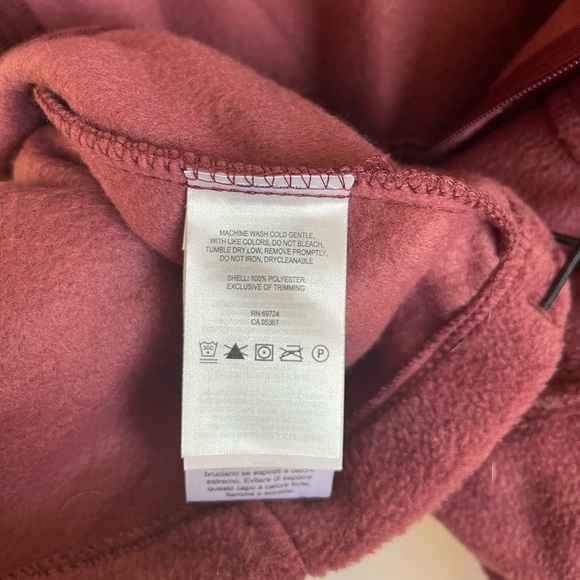 MACHINE WASH COLD GENTLE,
WITH LIKE COLORS, DO NOT BLEACH,
TUMBLE DRY LOW, REMOVE PROMPTLY,
DO NOT IRON, DRYCLEANABLE
SHELL: 100% POLYESTER
EXCLUSIVE OF TRIMMING
RN 69724
CA 05367
30C
P
bruciano se esposti a calore
estremo. Evitare di esporre
questo capo a calore forte,
fiamme o scintille.